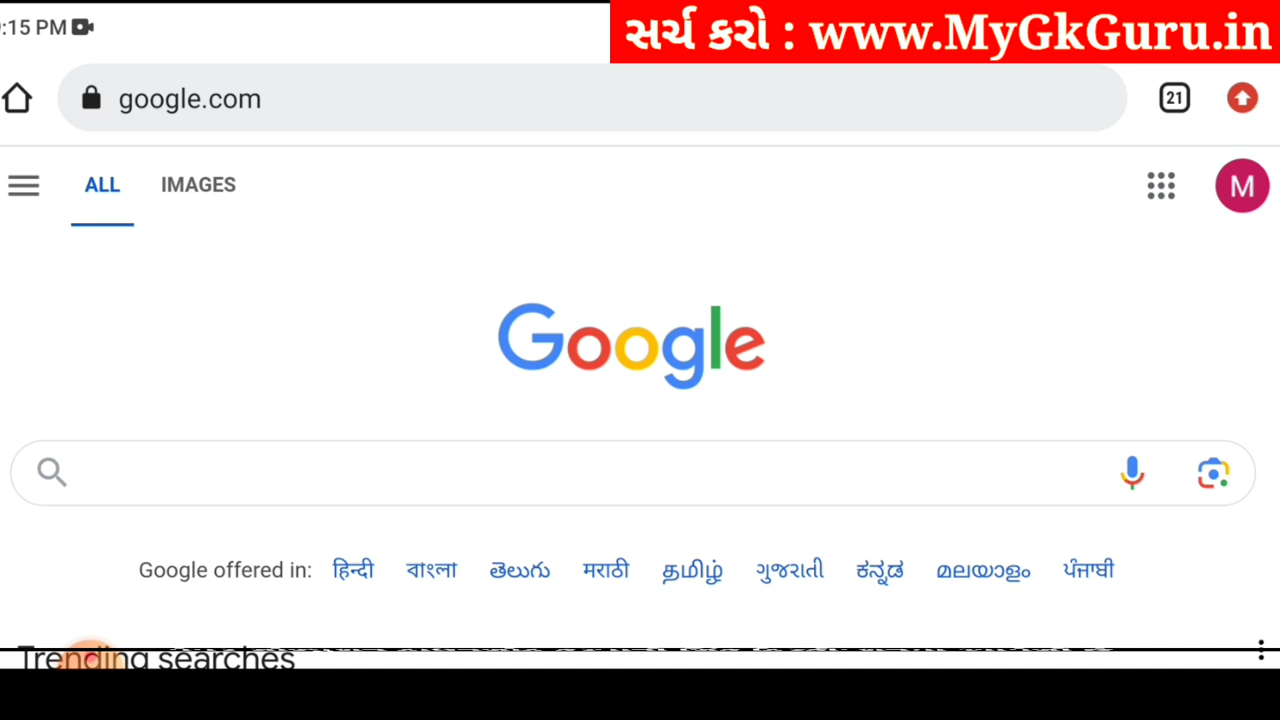 :15 PM
સર્ચ કરો : www.MyGkGuru.in
google.com
21
ALL IMAGES
M
Google
Google offered in: हिन्दी বাংলা తెలుగు मराठी தமிழ் ગુજરાતી ಕನ್ನಡ മലയാളം ਪੰਜਾਬੀ
Trending searches